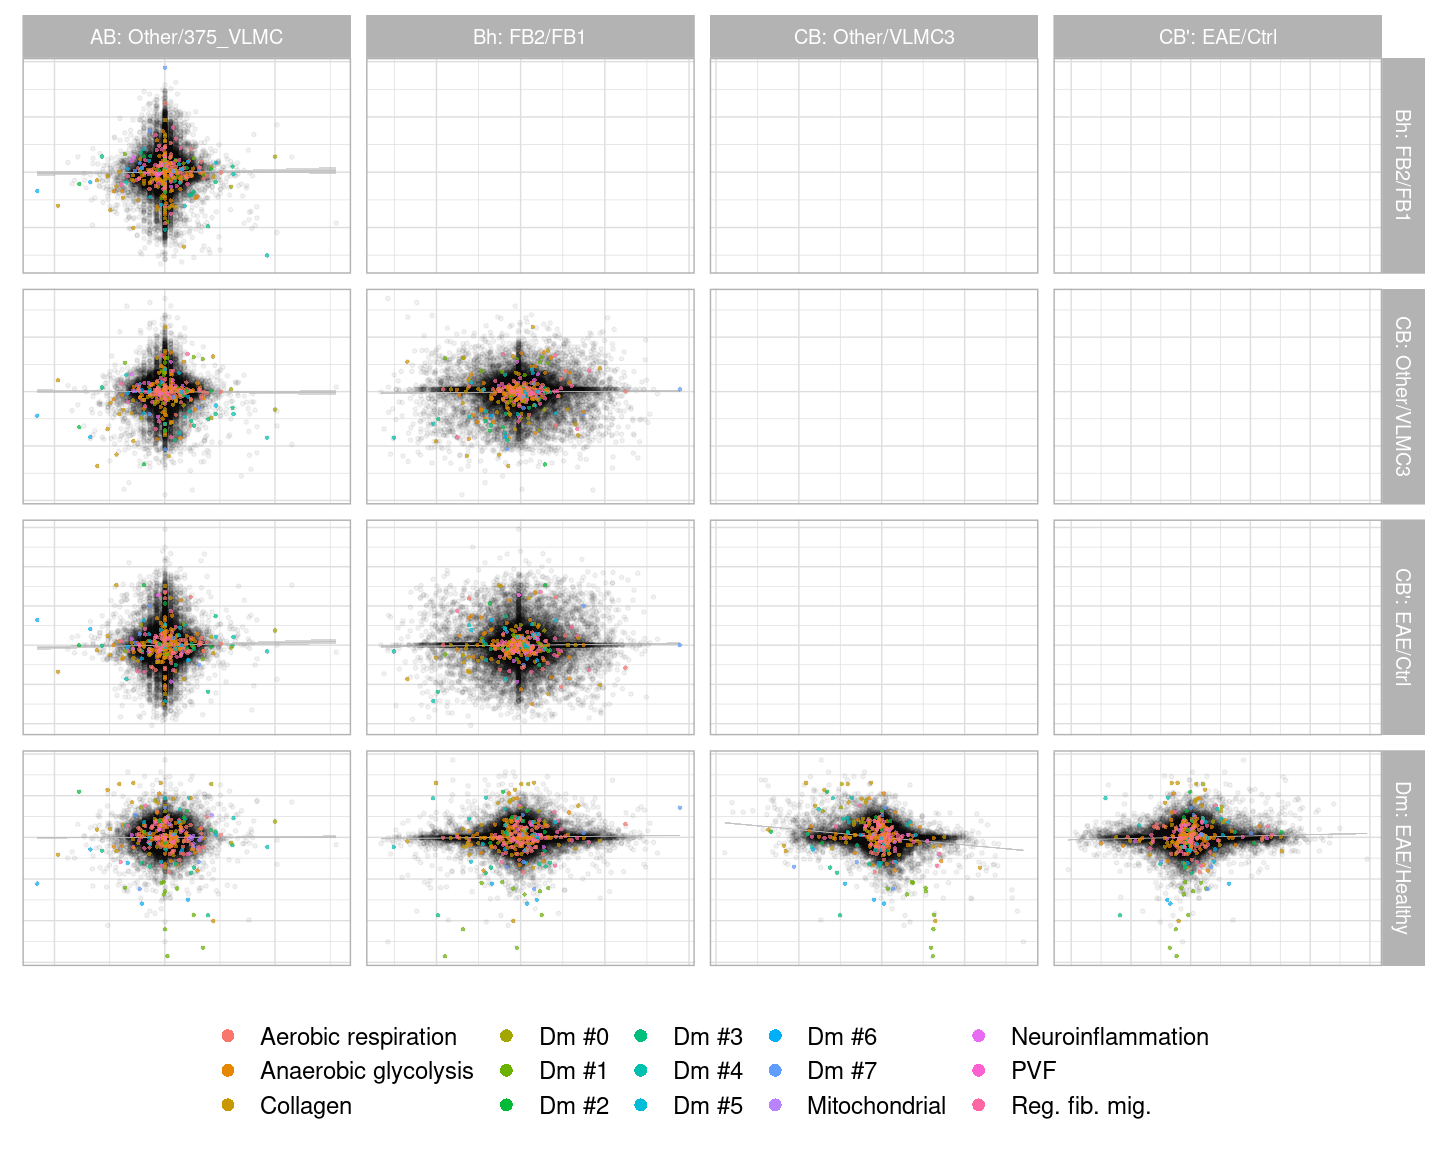 AB: Other/375_VLMC
Bh: FB2/FB1
CB: Other/VLMC3
CB': EAE/Ctrl
Bh: FB2/FB1
CB: Other/VLMC3
CB': EAE/Ctrl
Dm: EAE/Healthy
Aerobic respiration
Dm #0
Dm #3
Dm #6
Neuroinflammation
Anaerobic glycolysis
Dm #1
Dm #4
Dm #7
PVF
Collagen
Dm #2
Dm #5
Mitochondrial
Reg. fib. mig.